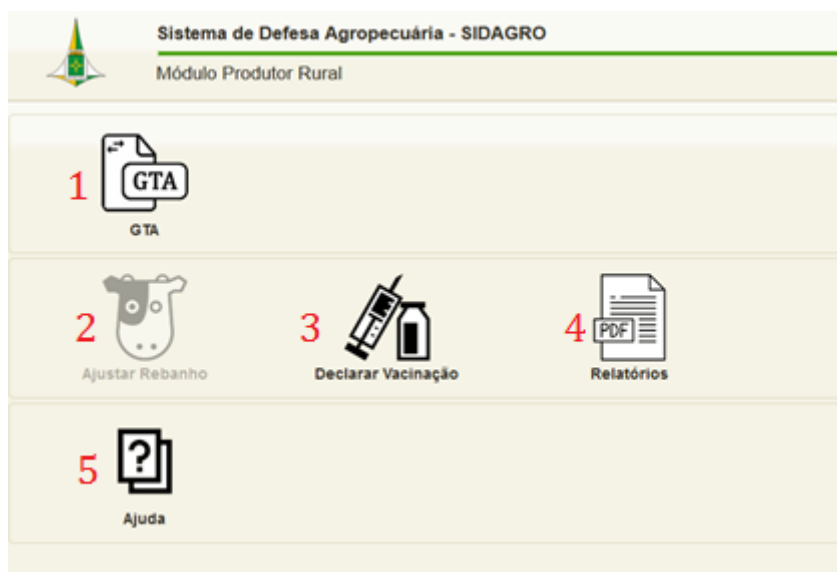 Sistema de Defesa Agropecuária - SIDAGRO
Módulo Produtor Rural
1
GTA
GTA
2
3
4
PDF
Ajustar Rebanho
Declarar Vacinação
Relatórios
5
?
Ajuda